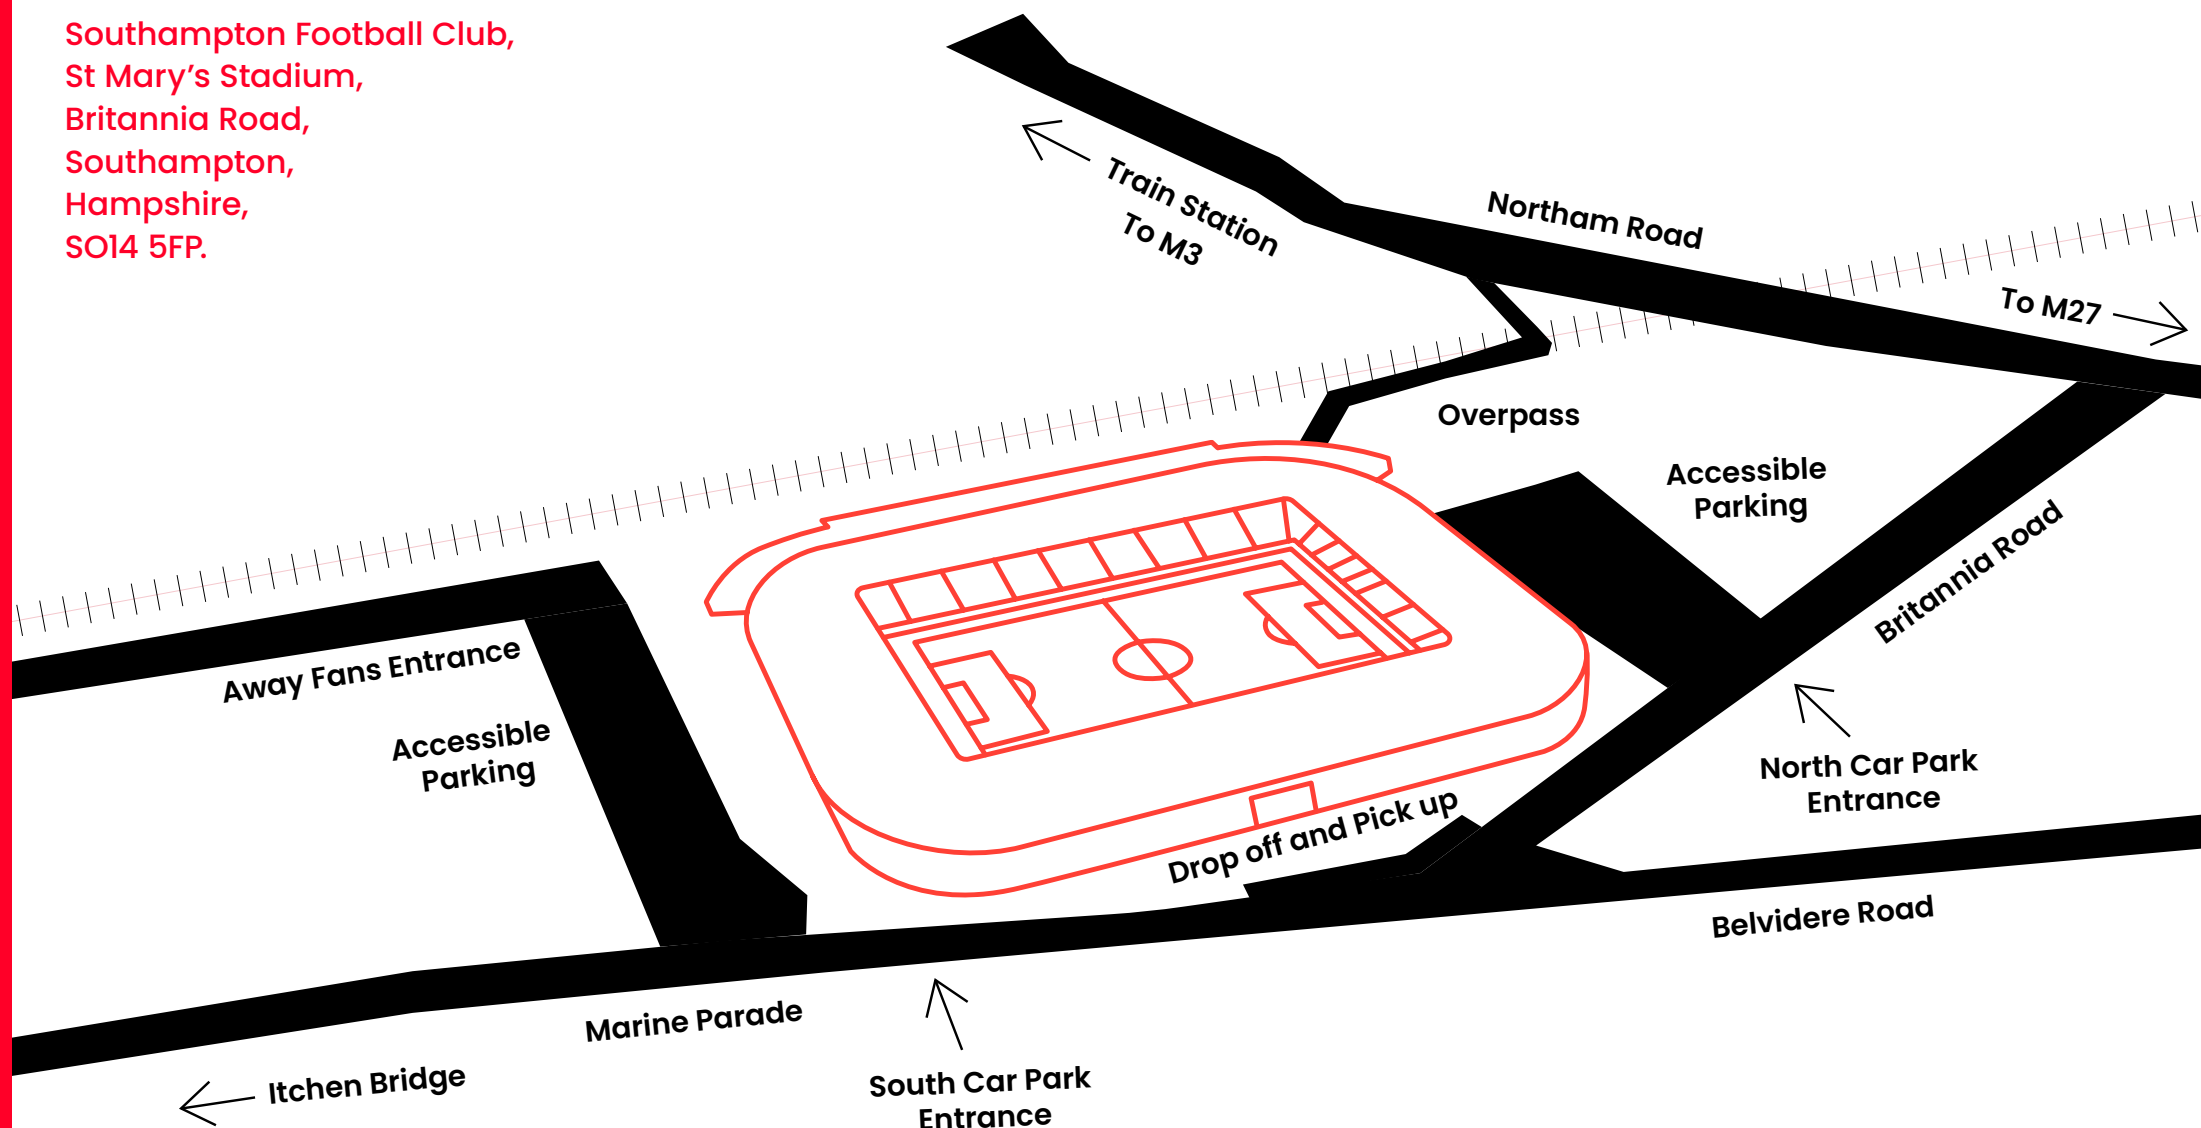 Southampton Football Club,
St Mary’s Stadium,
Britannia Road,
Southampton,
Hampshire,
SO14 5FP.
Train Station
To M3
Northam Road
To M27
Overpass
Accessible
Parking
Britannia Road
Away Fans Entrance
Accessible
Parking
North Car Park
Entrance
Drop off and Pick up
Belvidere Road
Marine Parade
Itchen Bridge
South Car Park
Entrance